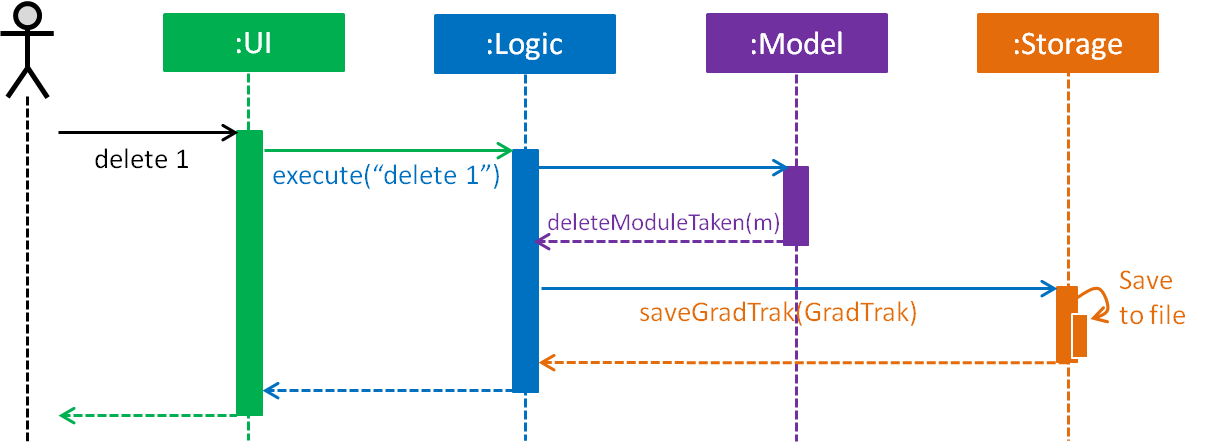 :UI
:Logic
:Model
:Storage
delete 1
execute(“delete 1”)
deleteModuleTaken(m)
saveGradTrak(GradTrak)
Save
to file